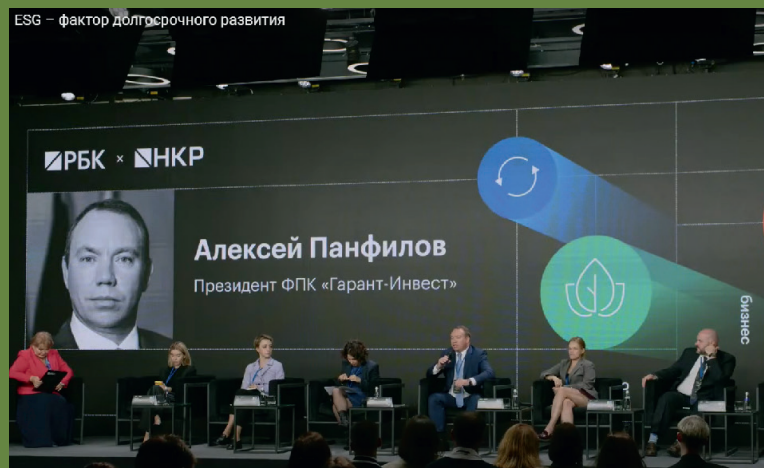 ESG – фактор долгосрочного развития
РБК × НКР
Алексей Панфилов
Президент ФПК «Гарант-Инвест»
бизнес